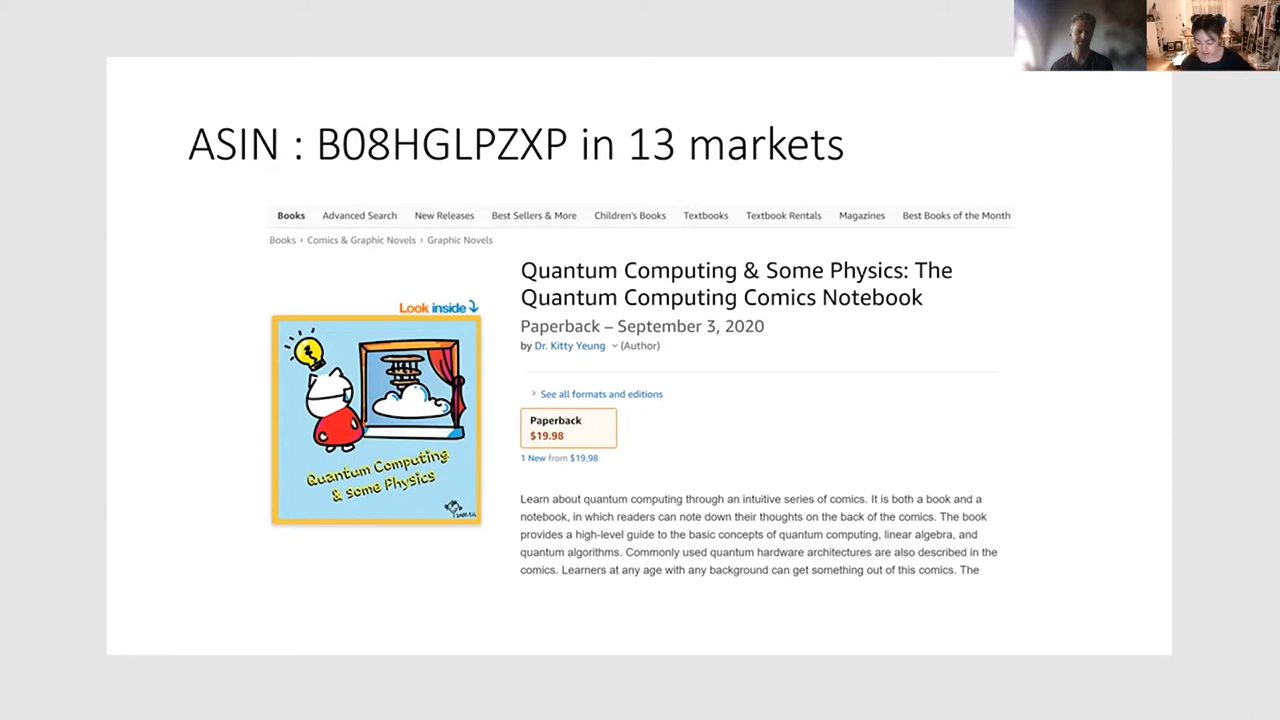 ASIN : B08HGLPZXP in 13 markets
Books Advanced Search New Releases Best Sellers & More Children's Books Textbooks Textbook Rentals Magazines Best Books of the Month
Books › Comics & Graphic Novels › Graphic Novels
Look inside
Quantum Computing
& some Physics
Quantum Computing & Some Physics: The
Quantum Computing Comics Notebook
Paperback – September 3, 2020
by Dr. Kitty Yeung (Author)
› See all formats and editions
Paperback
$19.98
1 New from $19.98
Learn about quantum computing through an intuitive series of comics. It is both a book and a
notebook, in which readers can note down their thoughts on the back of the comics. The book
provides a high-level guide to the basic concepts of quantum computing, linear algebra, and
quantum algorithms. Commonly used quantum hardware architectures are also described in the
comics. Learners at any age with any background can get something out of this comics. The